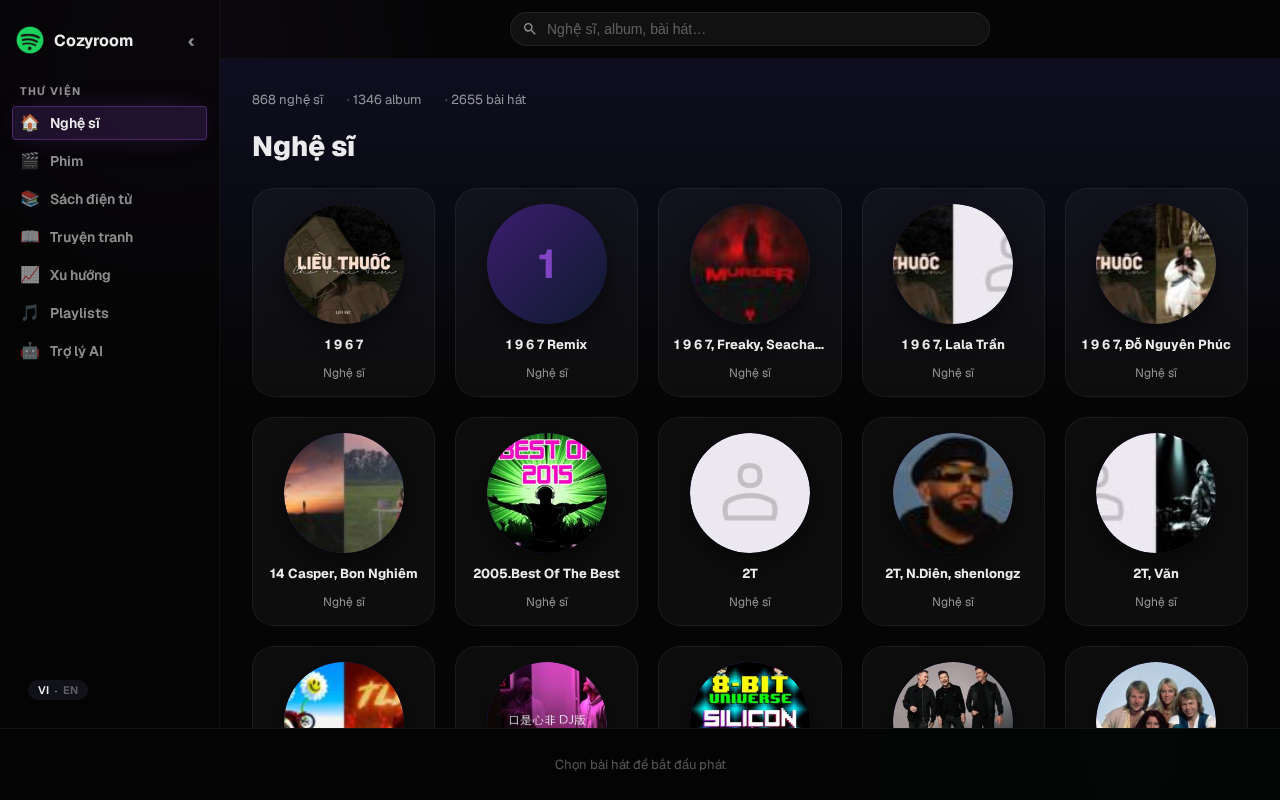 Cozyroom
‹
Nghệ sĩ, album, bài hát…
THƯ VIỆN
Nghệ sĩ
Phim
Sách điện tử
Truyện tranh
Xu hướng
Playlists
Trợ lý AI
VI - EN
868 nghệ sĩ · 1346 album · 2655 bài hát
Nghệ sĩ
LIỀU THUỐC
1
MURDER
THUỐC
THUỐC
1 9 6 7
1 9 6 7 Remix
1 9 6 7, Freaky, Seacha...
1 9 6 7, Lala Trần
1 9 6 7, Đỗ Nguyên Phúc
Nghệ sĩ
Nghệ sĩ
Nghệ sĩ
Nghệ sĩ
Nghệ sĩ
BEST OF
2015
14 Casper, Bon Nghiêm
2005.Best Of The Best
2T
2T, N.Diên, shenlongz
2T, Văn
Nghệ sĩ
Nghệ sĩ
Nghệ sĩ
Nghệ sĩ
Nghệ sĩ
口是心非 DJ版
8-BIT
UNIVERSE
SILICON
Chọn bài hát để bắt đầu phát